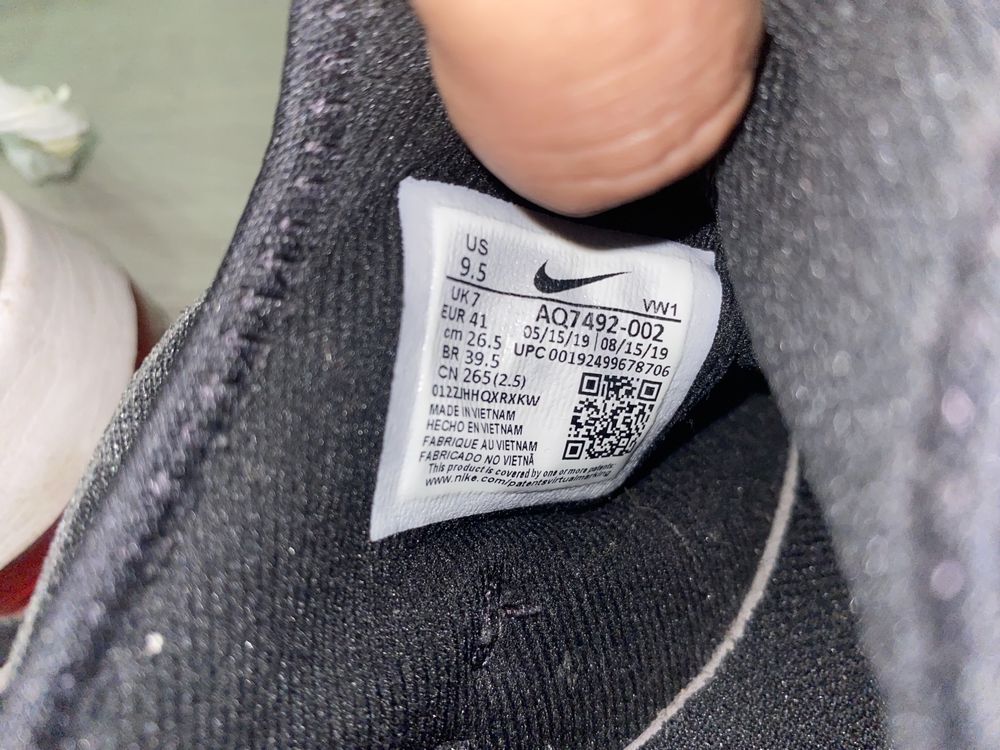 US
9.5
VW1
UK 7
AQ7492-002
EUR 41
05/15/19 | 08/15/19
cm 26.5
UPC 00192499678706
BR 39.5
CN 265 (2.5)
012ZJHHQXRXKW
MADE IN VIETNAM
HECHO EN VIETNAM
FABRIQUE AU VIETNAM
FABRICADO NO VIETNÃ
This product is covered by one or more patents
www.nike.com/patentsvirtualmarking